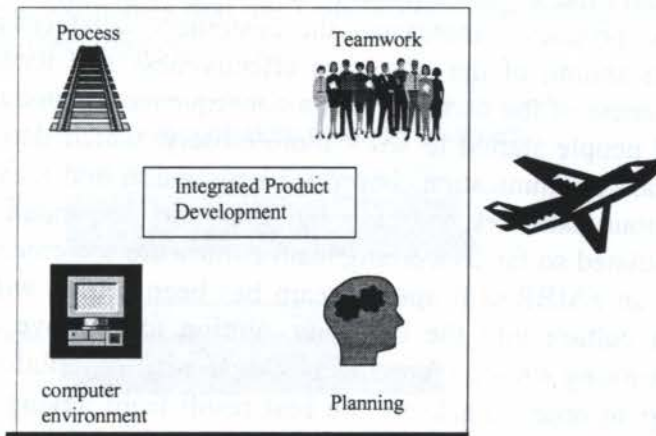 Process
Teamwork
Integrated Product
Development
computer
environment
Planning